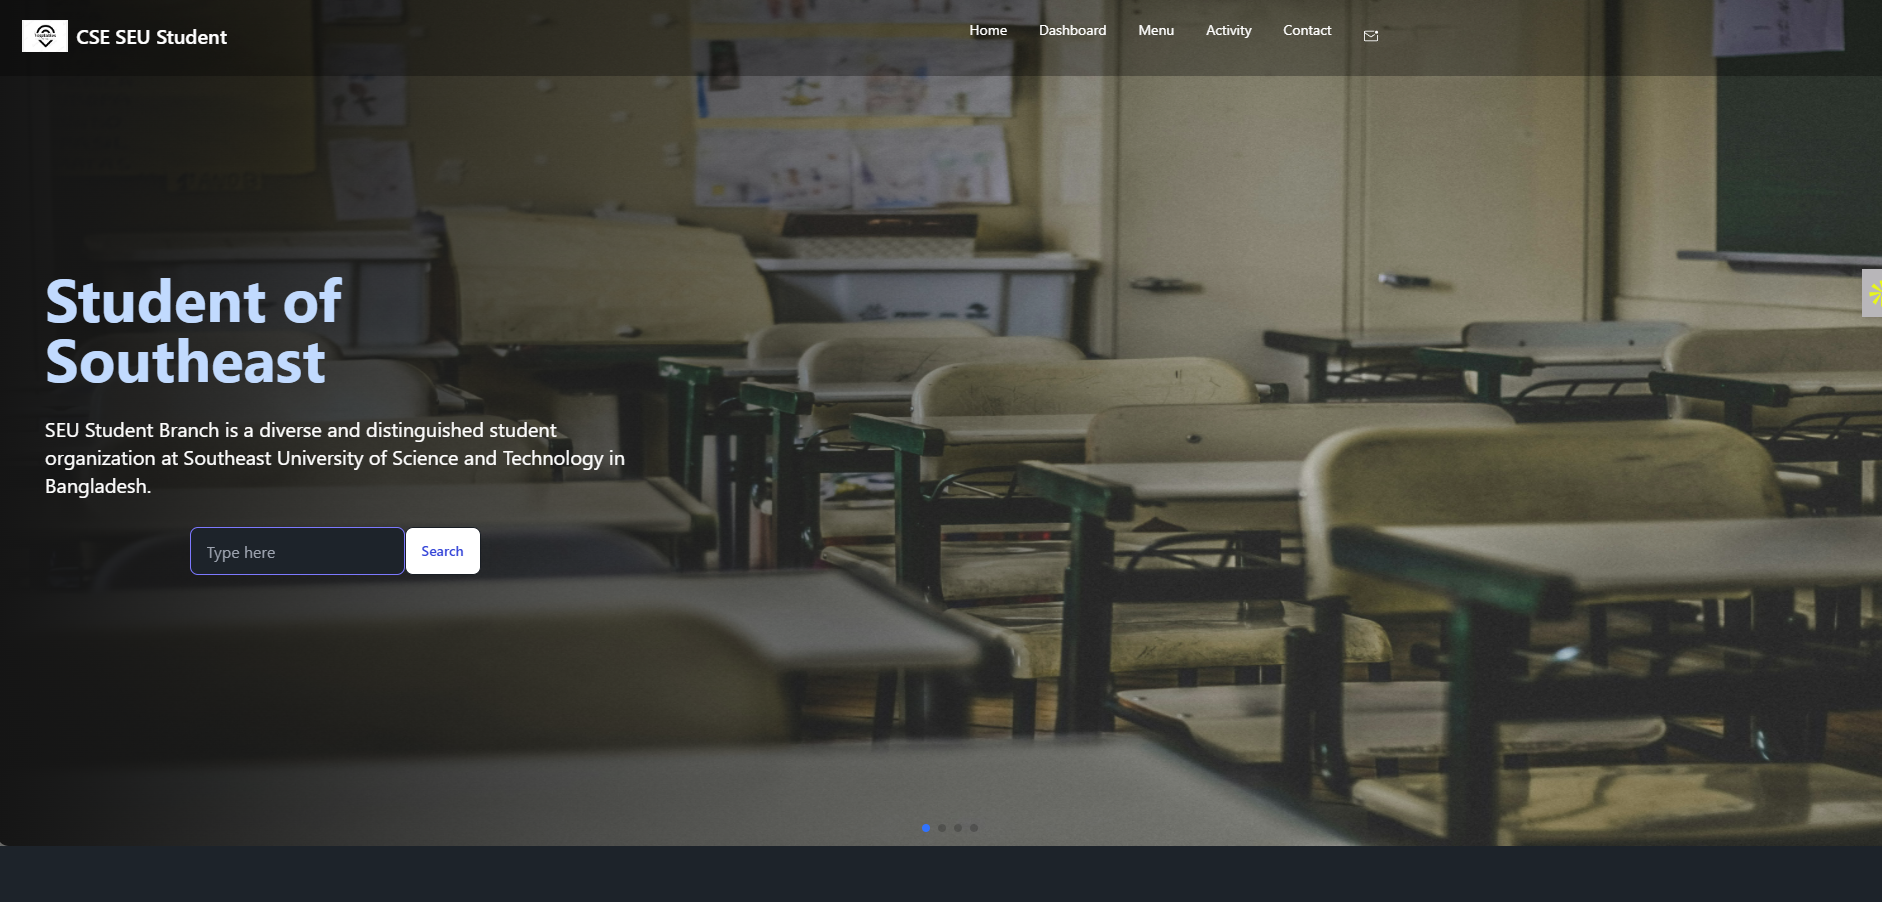 CSE SEU Student
Home Dashboard Menu Activity Contact
Student of
Southeast
SEU Student Branch is a diverse and distinguished student
organization at Southeast University of Science and Technology in
Bangladesh.
Type here Search